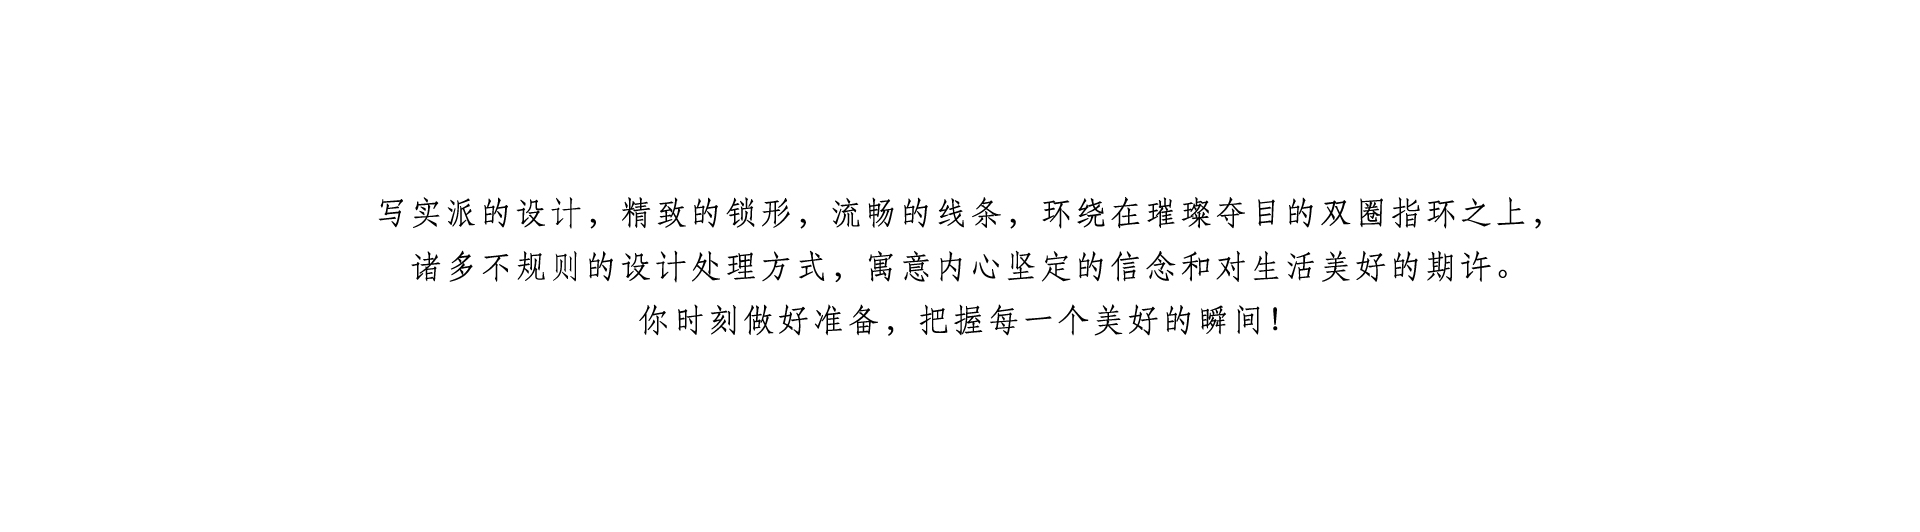 写实派的设计，精致的锁形，流畅的线条，环绕在璀璨夺目的双圈指环之上，
诸多不规则的设计处理方式，寓意内心坚定的信念和对生活美好的期许。
你时刻做好准备，把握每一个美好的瞬间！